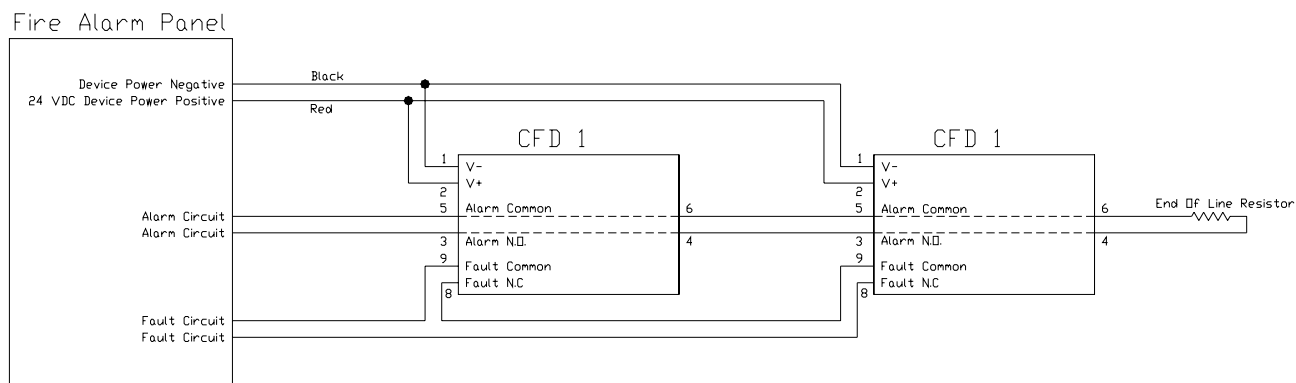 Fire Alarm Panel
Device Power Negative
24 VDC Device Power Positive
Black
Red
Alarm Circuit
Alarm Circuit
Fault Circuit
Fault Circuit
CFD 1
1
V-
2
V+
5
Alarm Common
6
3
Alarm N.O.
4
9
Fault Common
8
Fault N.C
CFD 1
1
V-
2
V+
5
Alarm Common
6
3
Alarm N.O.
4
9
Fault Common
8
Fault N.C
End Of Line Resistor